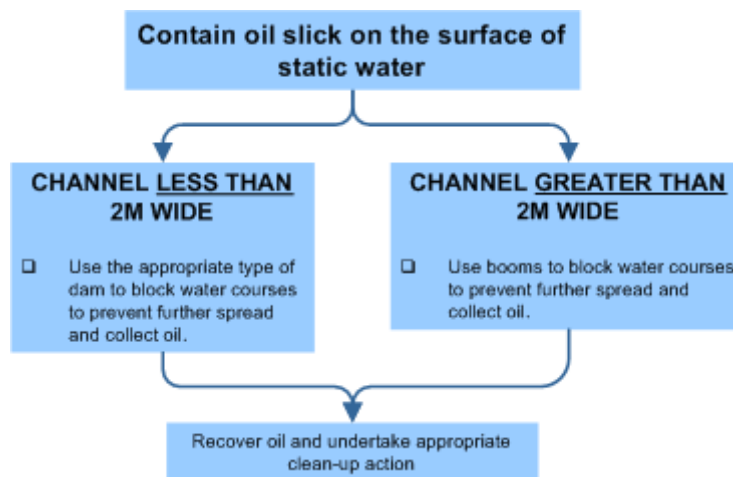 Contain oil slick on the surface of
static water
CHANNEL LESS THAN
2M WIDE
❑ Use the appropriate type of
dam to block water courses
to prevent further spread
and collect oil.
CHANNEL GREATER THAN
2M WIDE
❑ Use booms to block water courses
to prevent further spread and
collect oil.
Recover oil and undertake appropriate
clean-up action